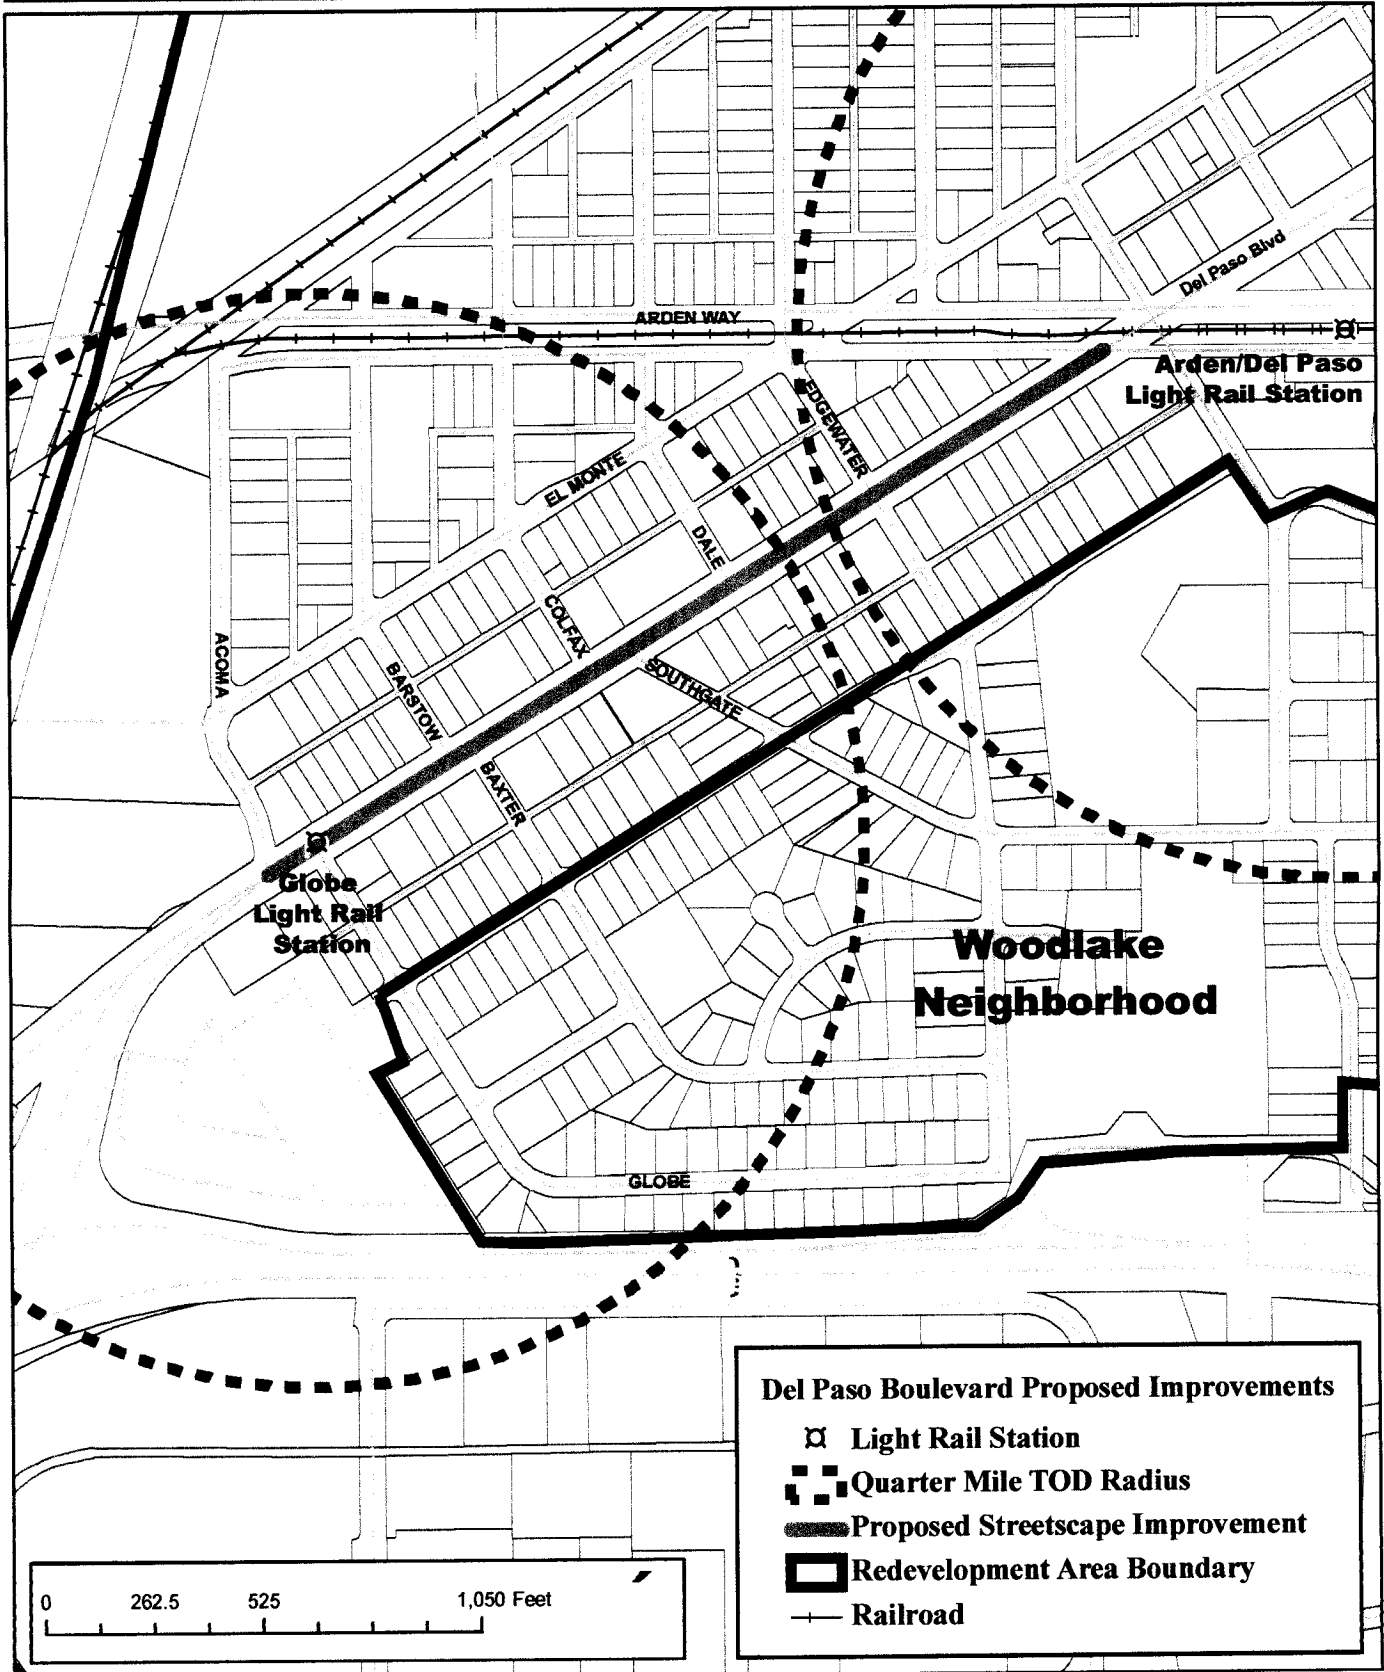 Del Paso Blvd
ARDEN WAY
Arden/Del Paso
Light Rail Station
EDGEWATER
EL MONTE
DALE
COLFAX
ACOMA
BARSTOW
SOUTHGATE
BAXTER
Globe
Light Rail
Station
Woodlake
Neighborhood
GLOBE
Del Paso Boulevard Proposed Improvements
Light Rail Station
Quarter Mile TOD Radius
Proposed Streetscape Improvement
Redevelopment Area Boundary
Railroad
0 262.5 525 1,050 Feet